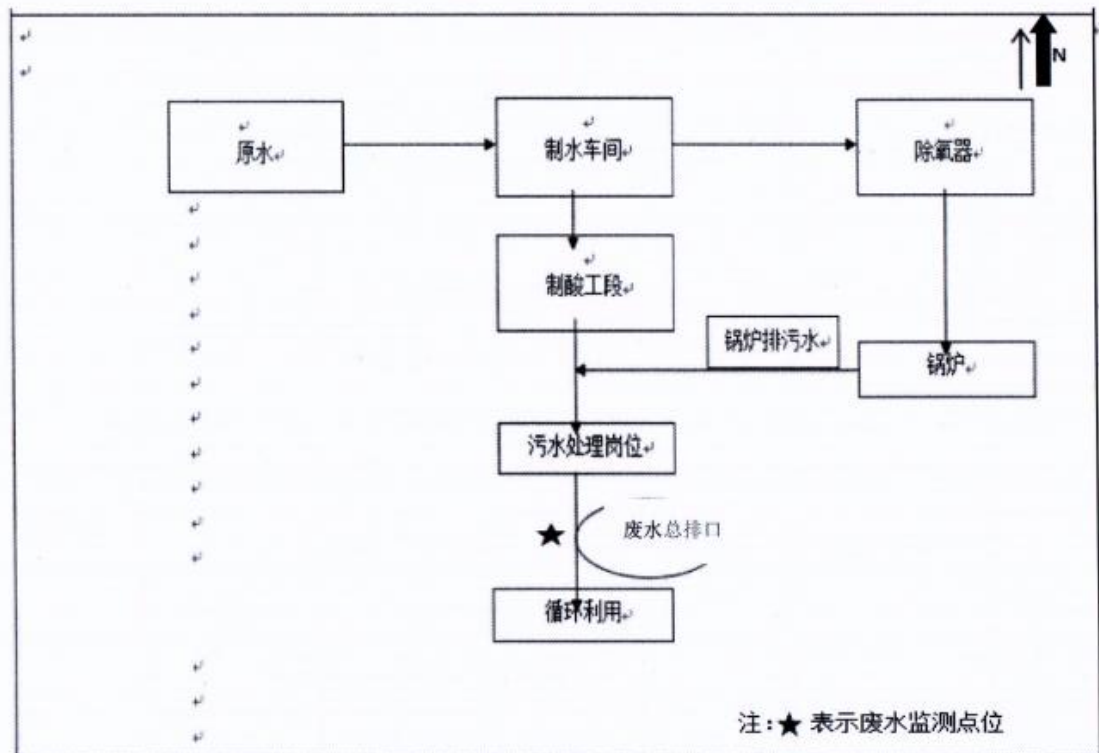 N
原水
制水车间
除氧器
制酸工段
锅炉排污水
锅炉
污水处理岗位
废水总排口
循环利用
注:★ 表示废水监测点位